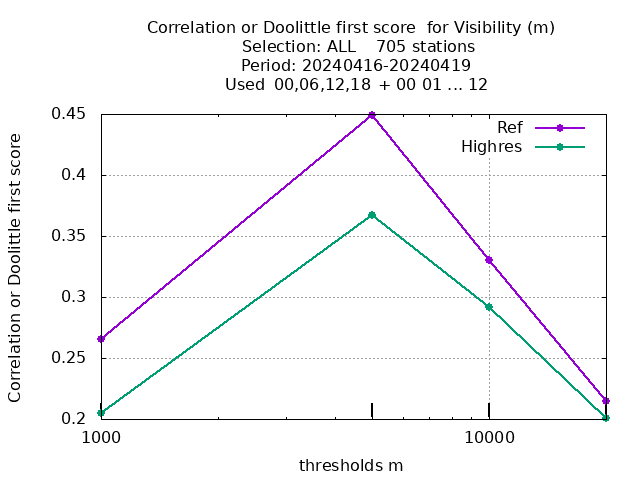 Correlation or Doolittle first score  for Visibility (m)
Selection: ALL    705 stations
Period: 20240416-20240419
Used  00,06,12,18  + 00 01 ... 12
Correlation or Doolittle first score
0.45
0.4
0.35
0.3
0.25
0.2
Ref
Highres
1000
10000
thresholds m